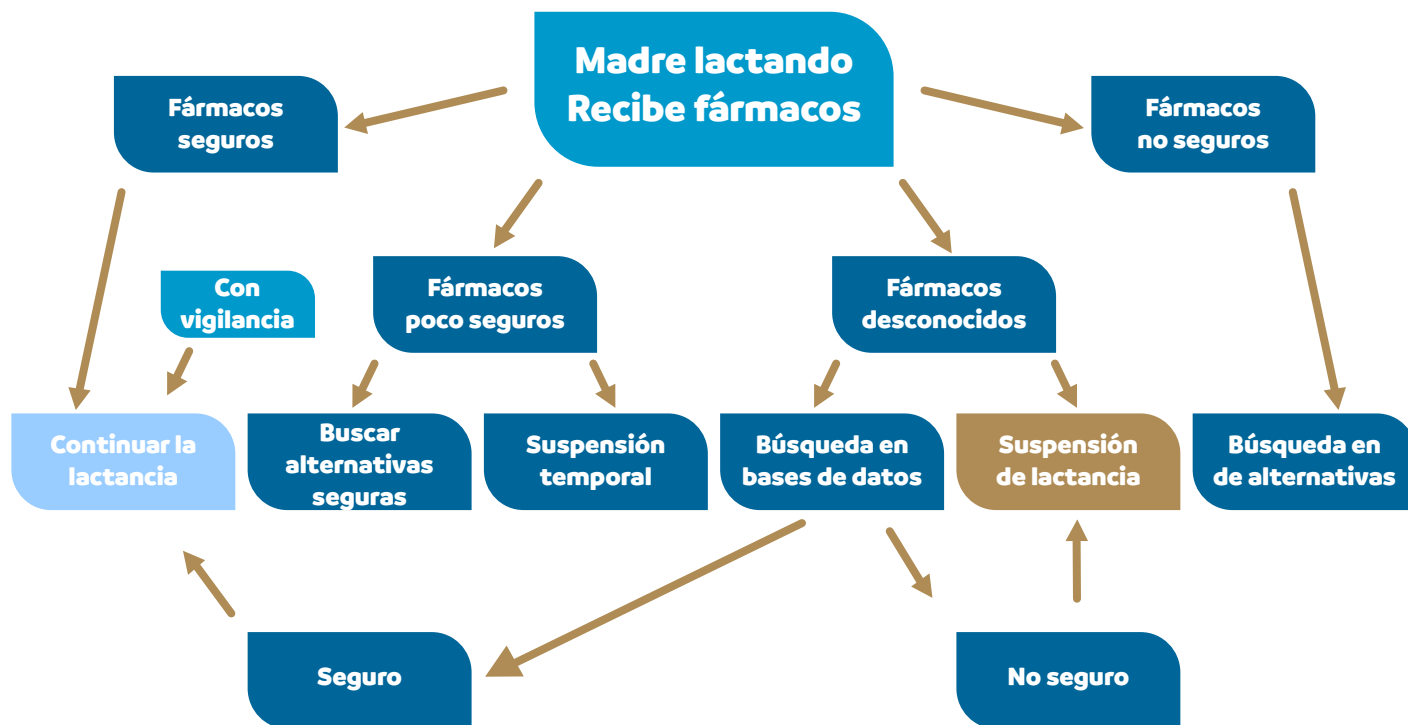 Madre lactando
Recibe fármacos
Fármacos
seguros
Fármacos
no seguros
Con
vigilancia
Fármacos
poco seguros
Fármacos
desconocidos
Continuar la
lactancia
Buscar
alternativas
seguras
Suspensión
temporal
Búsqueda en
bases de datos
Suspensión
de lactancia
Búsqueda en
de alternativas
Seguro
No seguro